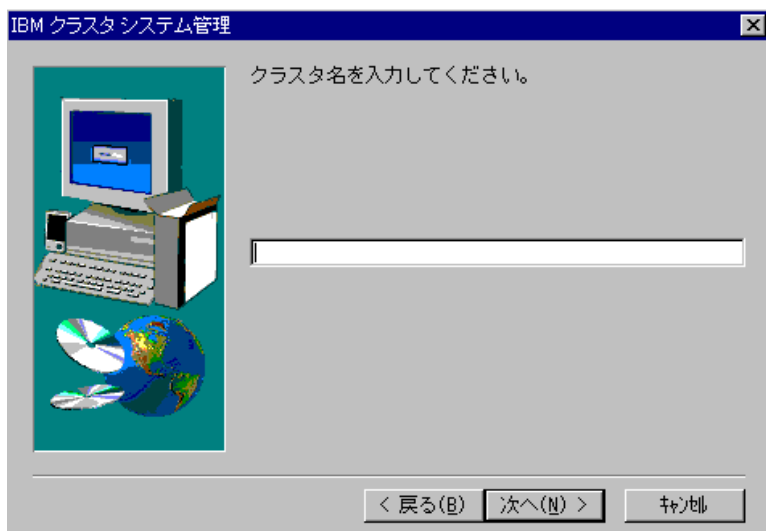 IBM クラスタ システム管理
クラスタ名を入力してください。
< 戻る(B)
次へ(N) >
ｷｬﾝｾﾙ